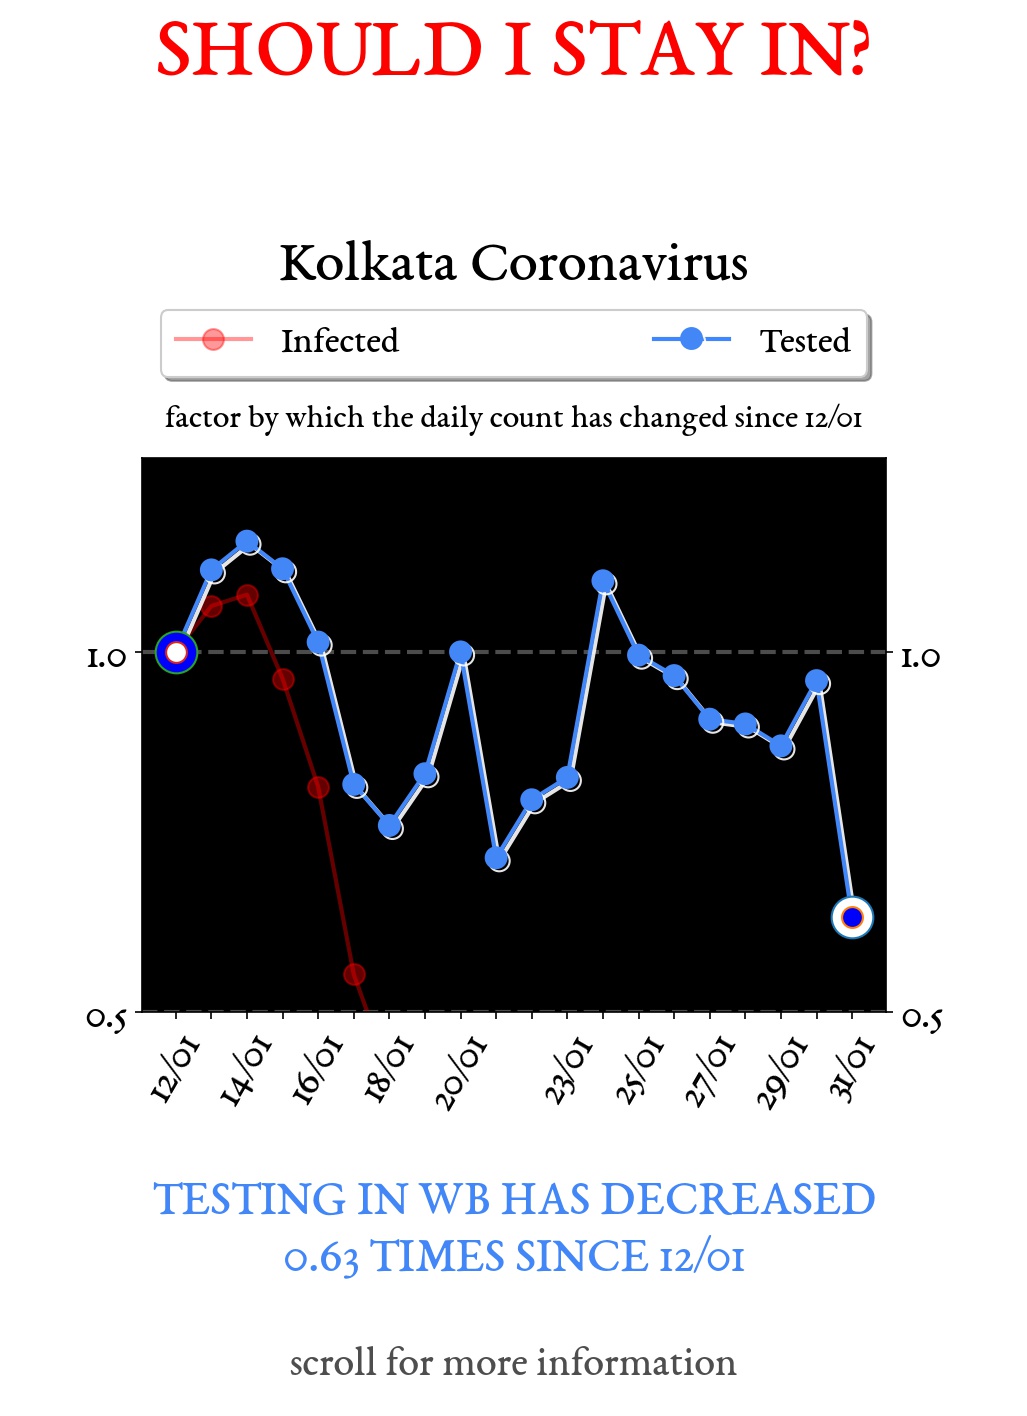 SHOULD I STAY IN?
Kolkata Coronavirus
Infected Tested
factor by which the daily count has changed since 12/01
1.0 1.0
0.5 0.5
12/01 14/01 16/01 18/01 20/01 23/01 25/01 27/01 29/01 31/01
TESTING IN WB HAS DECREASED
0.63 TIMES SINCE 12/01
scroll for more information